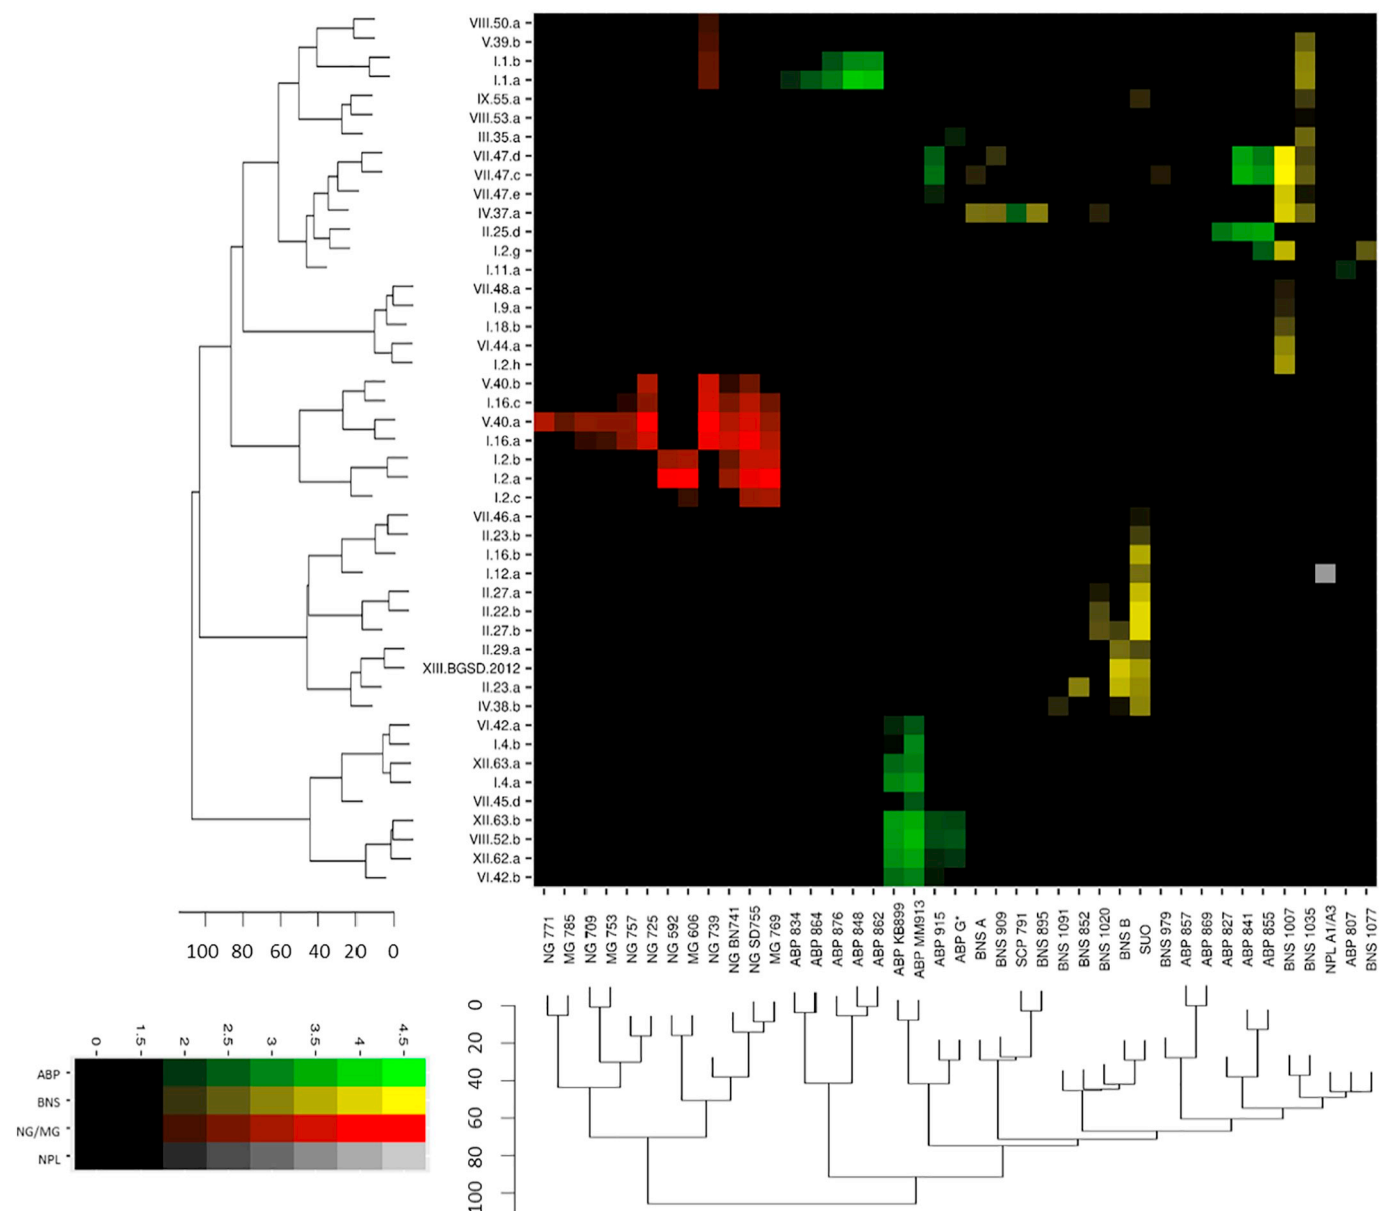 VIII.50.a
V.39.b
I.1.b
I.1.a
IX.55.a
VIII.53.a
III.35.a
VII.47.d
VII.47.c
VII.47.e
IV.37.a
II.25.d
I.2.g
I.11.a
VII.48.a
I.9.a
I.18.b
VI.44.a
I.2.h
V.40.b
I.16.c
V.40.a
I.16.a
I.2.b
I.2.a
I.2.c
VII.46.a
II.23.b
I.16.b
I.12.a
II.27.a
II.22.b
II.27.b
II.29.a
XIII.BGSD.2012
II.23.a
IV.38.b
VI.42.a
I.4.b
XII.63.a
I.4.a
VII.45.d
XII.63.b
VIII.52.b
XII.62.a
VI.42.b
100 80 60 40 20 0
NG 771
MG 785
NG 709
MG 753
NG 757
NG 725
NG 592
MG 606
NG 739
NG BN741
NG SD755
MG 769
ABP 834
ABP 864
ABP 876
ABP 848
ABP 862
ABP KB899
ABP MM913
ABP 915
ABP G*
BNS A
BNS 909
SCP 791
BNS 895
BNS 1091
BNS 852
BNS 1020
BNS B
SUO
BNS 979
ABP 857
ABP 869
ABP 827
ABP 841
ABP 855
BNS 1007
BNS 1035
NPL A1/A3
ABP 807
BNS 1077
0
20
40
60
80
100
0 1.5 2 2.5 3 3.5 4 4.5
ABP
BNS
NG/MG
NPL